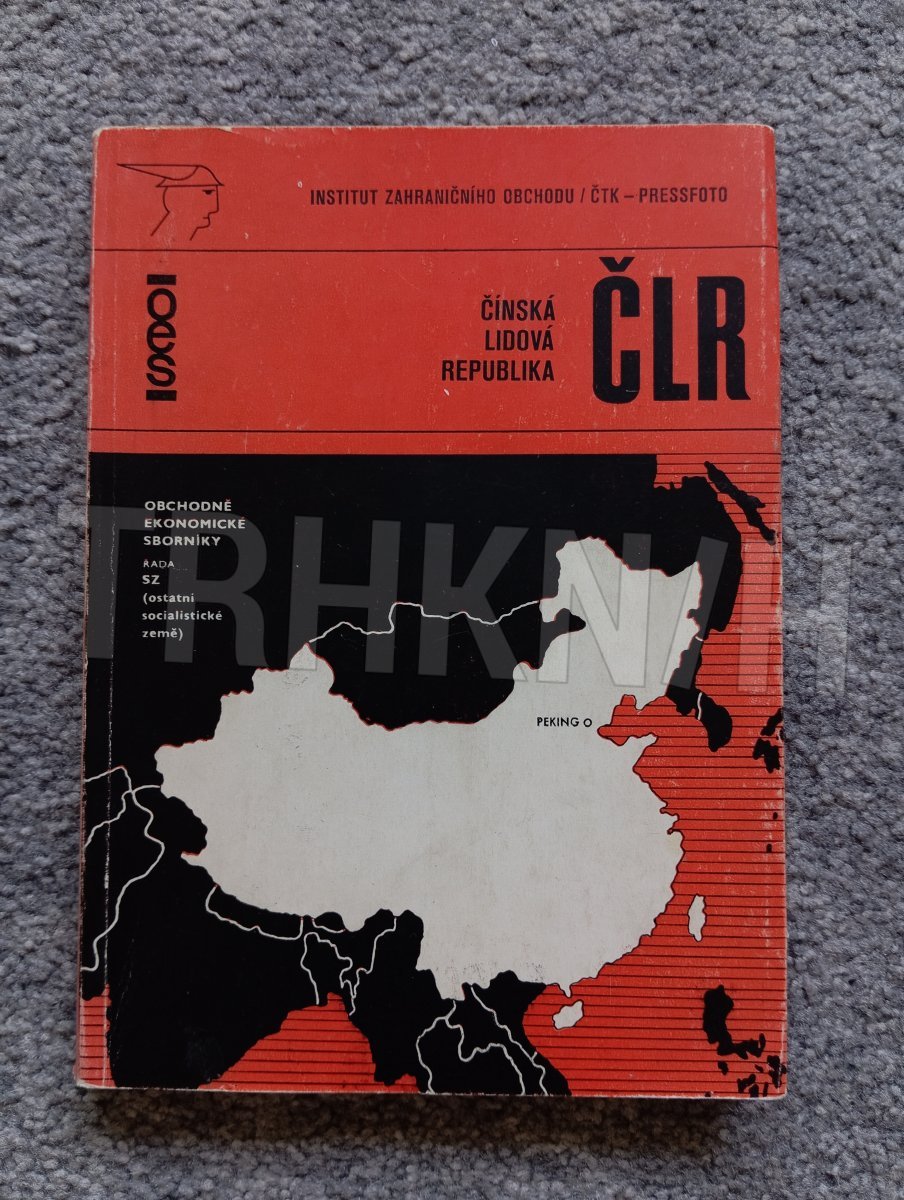 INSTITUT ZAHRANIČNÍHO OBCHODU / ČTK – PRESSFOTO
ČÍNSKÁ
LIDOVÁ
REPUBLIKA
ČLR
OBCHODNĚ
EKONOMICKÉ
SBORNÍKY
ŘADA
SZ
(ostatní
socialistické
země)
PEKING O
TRHKNIH